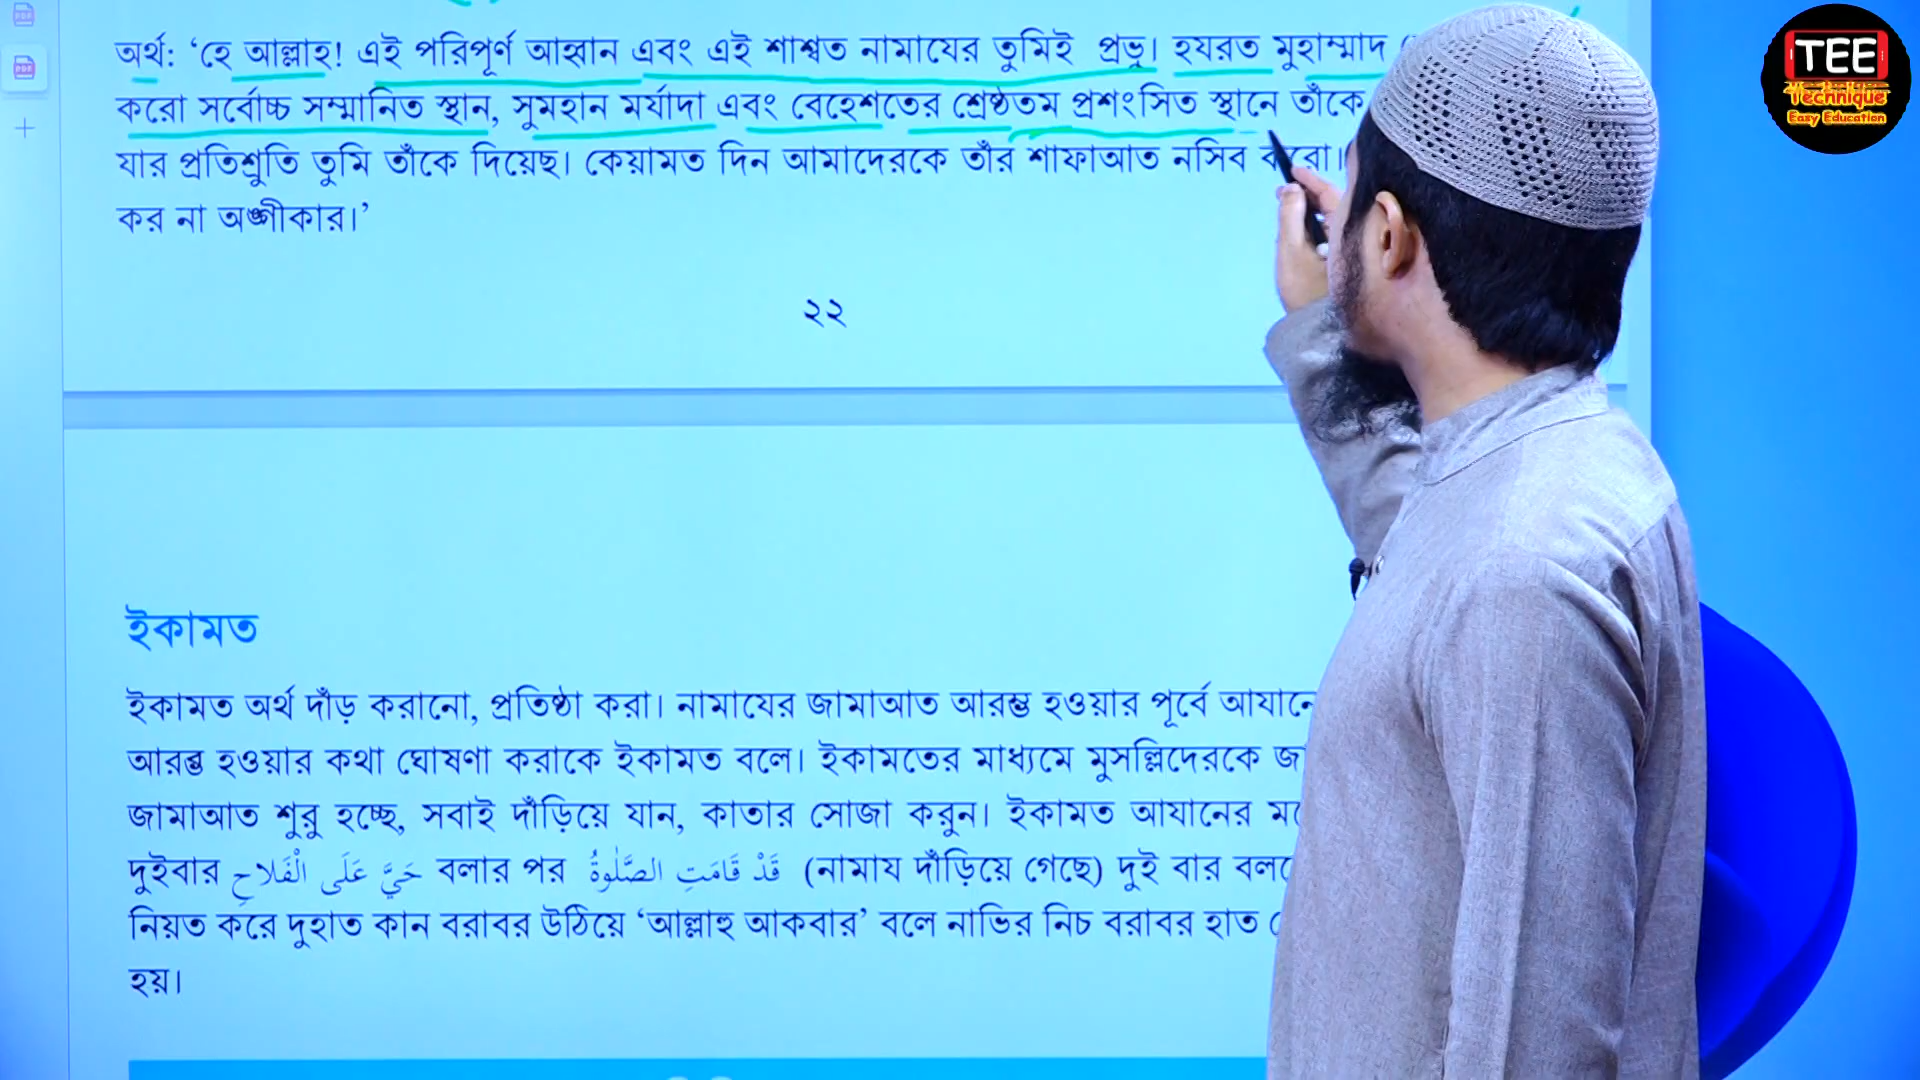 অর্থ: ‘হে আল্লাহ! এই পরিপূর্ণ আহ্বান এবং এই শাশ্বত নামাযের তুমিই প্রভু। হযরত মুহাম্মাদ
করো সর্বোচ্চ সম্মানিত স্থান, সুমহান মর্যাদা এবং বেহেশতের শ্রেষ্ঠতম প্রশংসিত স্থানে তাঁকে
যার প্রতিশ্রুতি তুমি তাঁকে দিয়েছ। কেয়ামত দিন আমাদেরকে তাঁর শাফাআত নসিব করো।
কর না অঙ্গীকার।’
২২
ইকামত
ইকামত অর্থ দাঁড় করানো, প্রতিষ্ঠা করা। নামাযের জামাআত আরম্ভ হওয়ার পূর্বে
আরম্ভ হওয়ার কথা ঘোষণা করাকে ইকামত বলে। ইকামতের মাধ্যমে মুসল্লিদেরকে
জামাআত শুরু হচ্ছে, সবাই দাঁড়িয়ে যান, কাতার সোজা করুন। ইকামত আযানের
দুইবার حَيَّ عَلَى الْفَلَاحِ বলার পর قَدْ قَامَتِ الصَّلٰوةُ (নামায দাঁড়িয়ে গেছে) দুই বার
নিয়ত করে দুহাত কান বরাবর উঠিয়ে ‘আল্লাহু আকবার’ বলে নাভির নিচ বরাবর হাত
হয়।
TEE
Technique
Easy Education